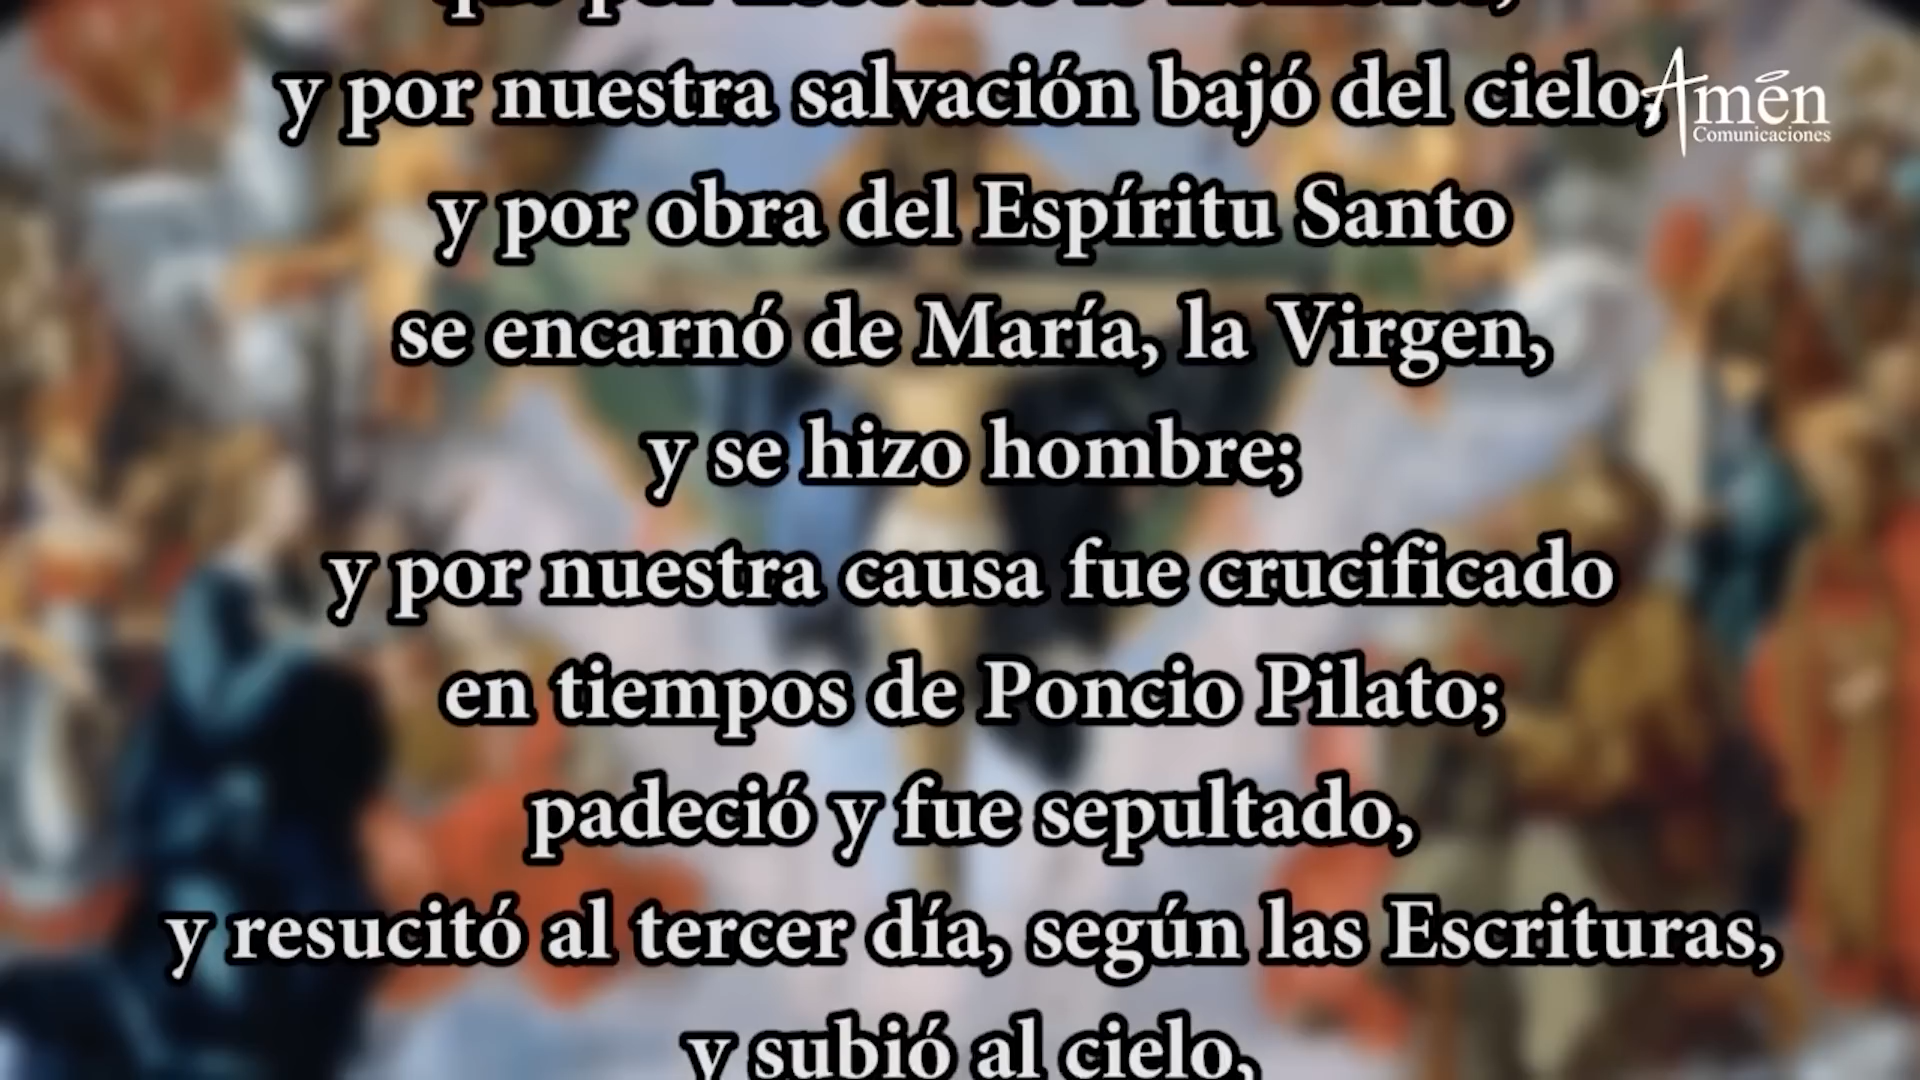 y por nuestra salvación bajó del cielo,
Amén
Comunicaciones
y por obra del Espíritu Santo
se encarnó de María, la Virgen,
y se hizo hombre;
y por nuestra causa fue crucificado
en tiempos de Poncio Pilato;
padeció y fue sepultado,
y resucitó al tercer día, según las Escrituras,
y subió al cielo,